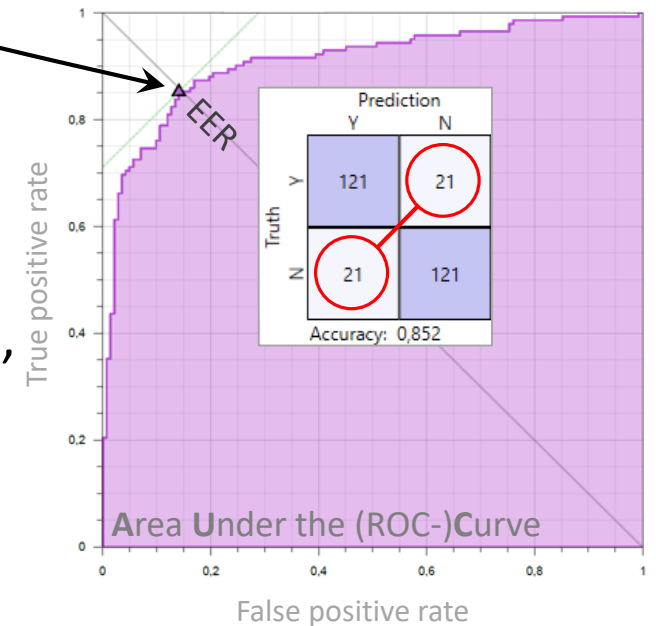 1
0,8
0,6
0,4
0,2
0
0
0,2
0,4
0,6
0,8
1
True positive rate
False positive rate
EER
Prediction
Y N
Truth
Y 121 21
N 21 121
Accuracy: 0,852
,
Area Under the (ROC-)Curve